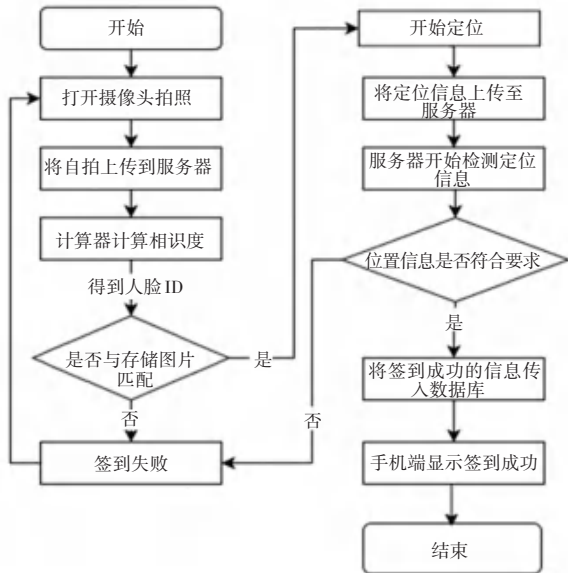 开始
打开摄像头拍照
将自拍上传到服务器
计算器计算相识度
得到人脸ID
是否与存储图片
匹配
是
否
签到失败
开始定位
将定位信息上传至
服务器
服务器开始检测定位
信息
位置信息是否符合要求
否
是
将签到成功的信息传
入数据库
手机端显示签到成功
结束